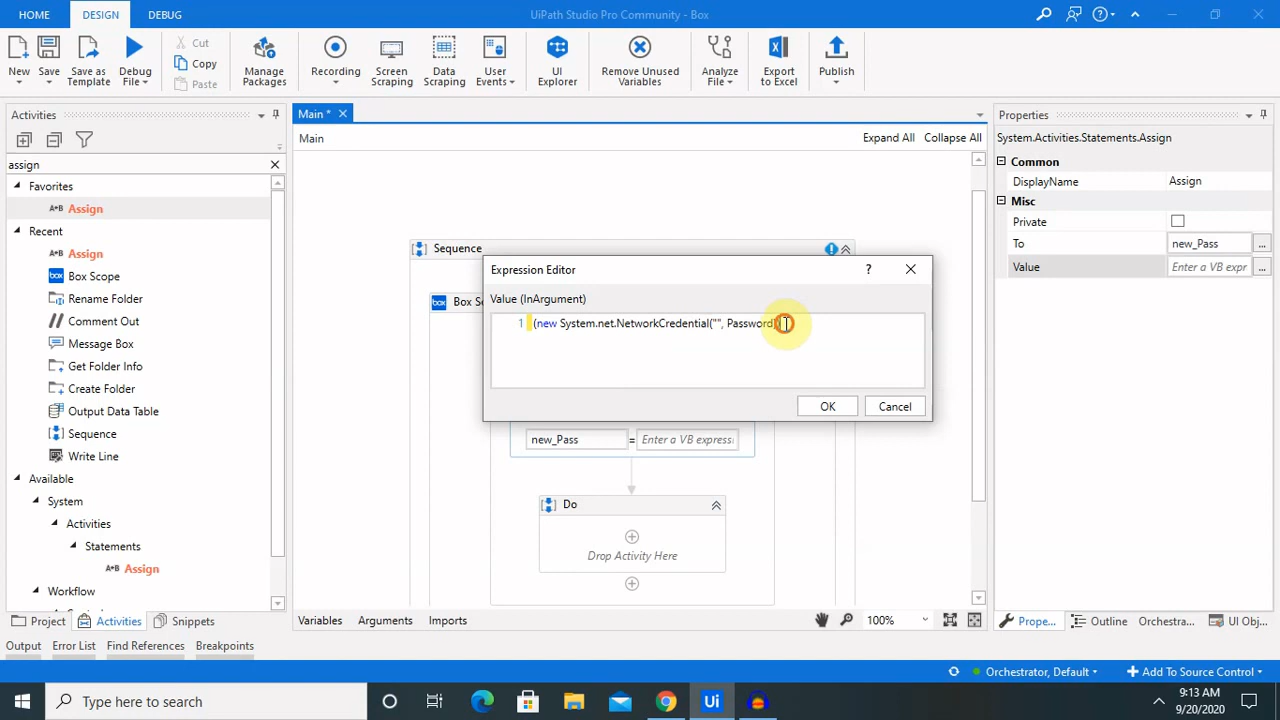 HOME
DESIGN
DEBUG
UiPath Studio Pro Community - Box
New
Save
Save as Template
Debug File
Cut
Copy
Paste
Manage Packages
Recording
Screen Scraping
Data Scraping
User Events
UI Explorer
Remove Unused Variables
Analyze File
Export to Excel
Publish
Activities
assign
Favorites
Assign
Recent
Assign
Box Scope
Rename Folder
Comment Out
Message Box
Get Folder Info
Create Folder
Output Data Table
Sequence
Write Line
Available
System
Activities
Statements
Assign
Workflow
Main *
Main
Expand All
Collapse All
Sequence
Box S
Expression Editor
?
Value (InArgument)
1 (new System.net.NetworkCredential("", Password)
OK
Cancel
new_Pass = Enter a VB express
Do
Drop Activity Here
Variables
Arguments
Imports
100%
Properties
System.Activities.Statements.Assign
Common
DisplayName Assign
Misc
Private
To new_Pass ...
Value Enter a VB expr ...
Project
Activities
Snippets
Prope...
Outline
Orchestra...
UI Obj...
Output
Error List
Find References
Breakpoints
Orchestrator, Default
Add To Source Control
Type here to search
Ui
9:13 AM
9/20/2020